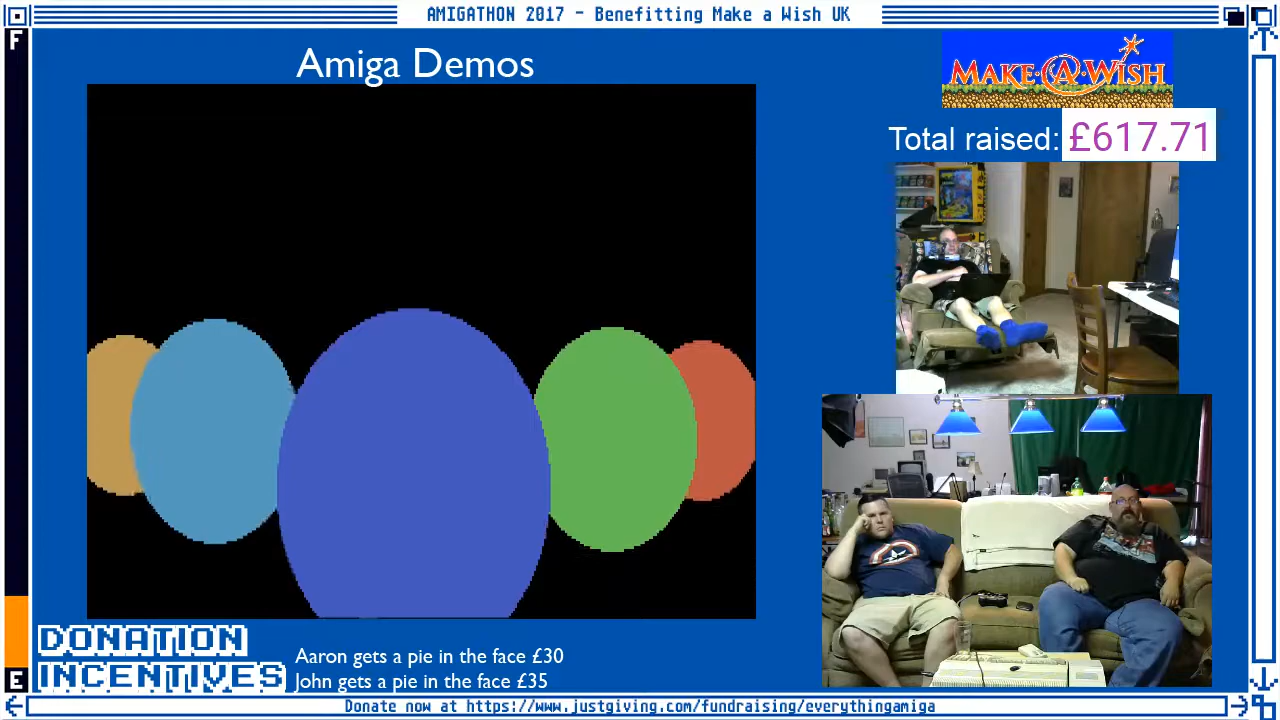 AMIGATHON 2017 - Benefitting Make a Wish UK
F
Amiga Demos
MAKE-A-WISH
Total raised: £617.71
E
DONATION
INCENTIVES
Aaron gets a pie in the face £30
John gets a pie in the face £35
Donate now at https://www.justgiving.com/fundraising/everythingamiga